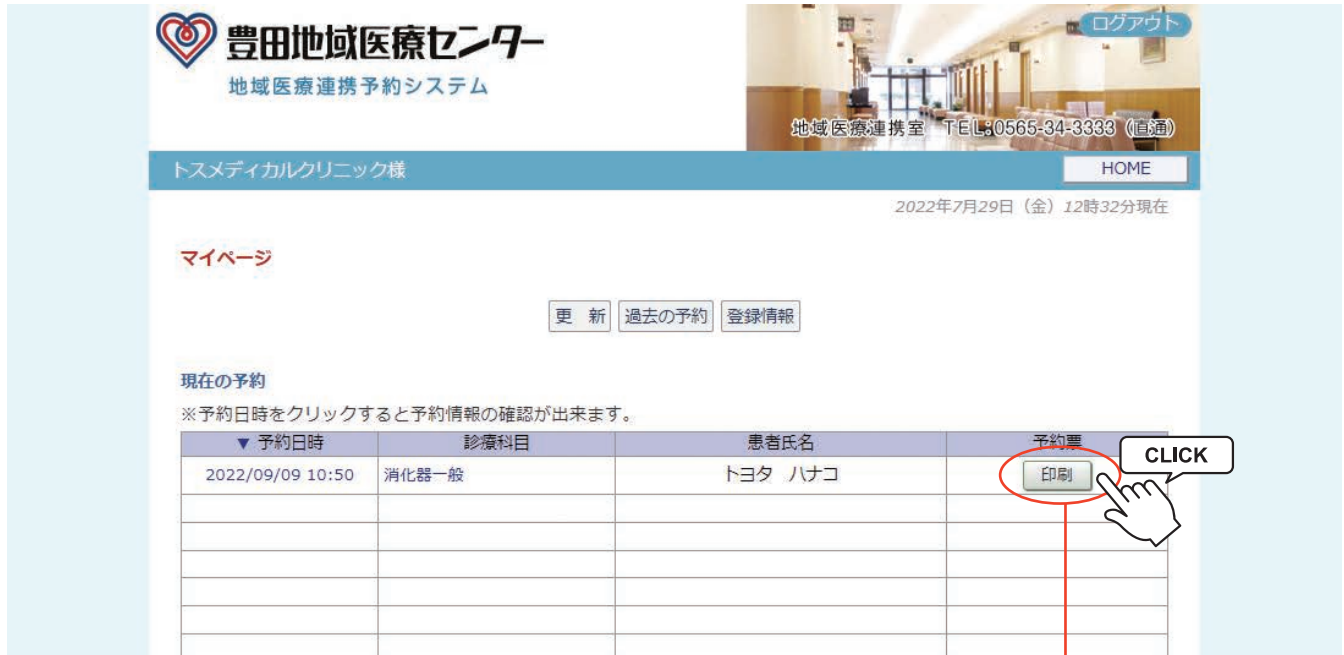 豊田地域医療センター
地域医療連携予約システム
ログアウト
地域医療連携室 TEL:0565-34-3333（直通）
トスメディカルクリニック様
HOME
2022年7月29日（金）12時32分現在
マイページ
更　新 過去の予約 登録情報
現在の予約
※予約日時をクリックすると予約情報の確認が出来ます。
▼ 予約日時 診療科目 患者氏名 予約票
CLICK
2022/09/09 10:50 消化器一般 トヨタ　ハナコ 印刷